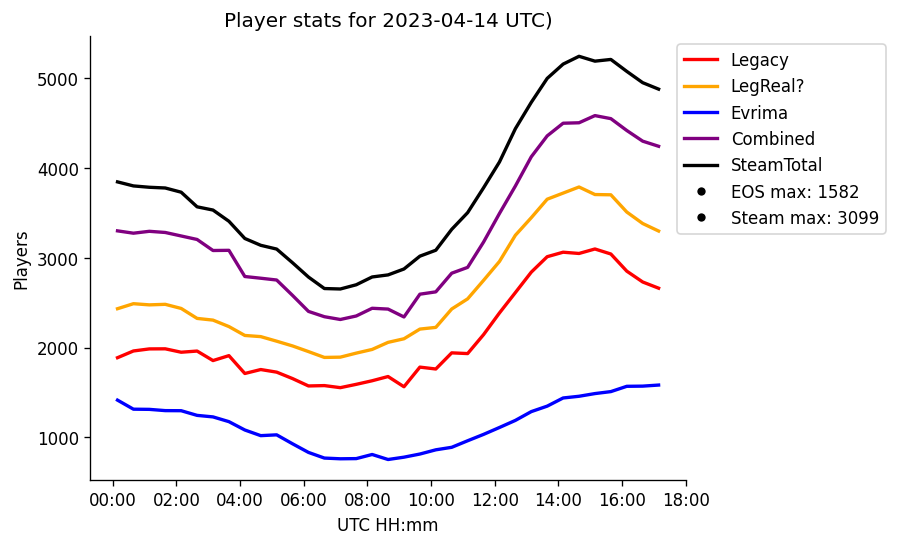 Player stats for 2023-04-14 UTC)
Players
5000
4000
3000
2000
1000
00:00 02:00 04:00 06:00 08:00 10:00 12:00 14:00 16:00 18:00
UTC HH:mm
Legacy
LegReal?
Evrima
Combined
SteamTotal
EOS max: 1582
Steam max: 3099